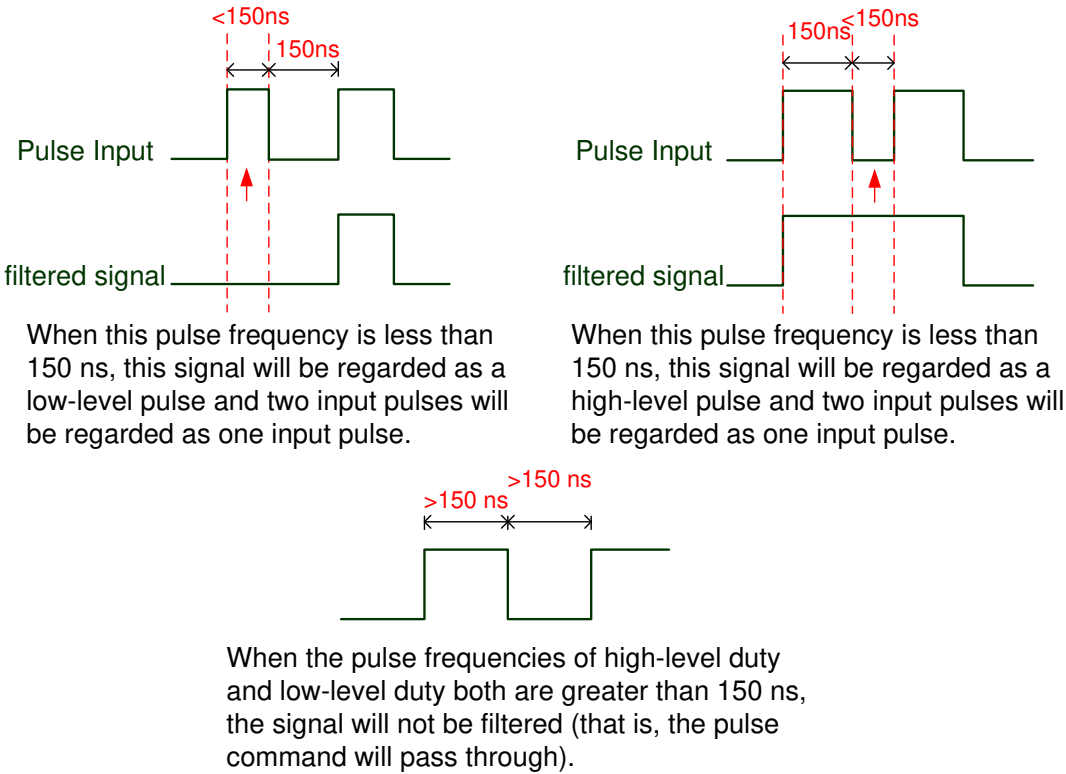 <150ns
150ns
Pulse Input
filtered signal
When this pulse frequency is less than
150 ns, this signal will be regarded as a
low-level pulse and two input pulses will
be regarded as one input pulse.
<150ns
150ns
Pulse Input
filtered signal
When this pulse frequency is less than
150 ns, this signal will be regarded as a
high-level pulse and two input pulses will
be regarded as one input pulse.
>150 ns
>150 ns
When the pulse frequencies of high-level duty
and low-level duty both are greater than 150 ns,
the signal will not be filtered (that is, the pulse
command will pass through).